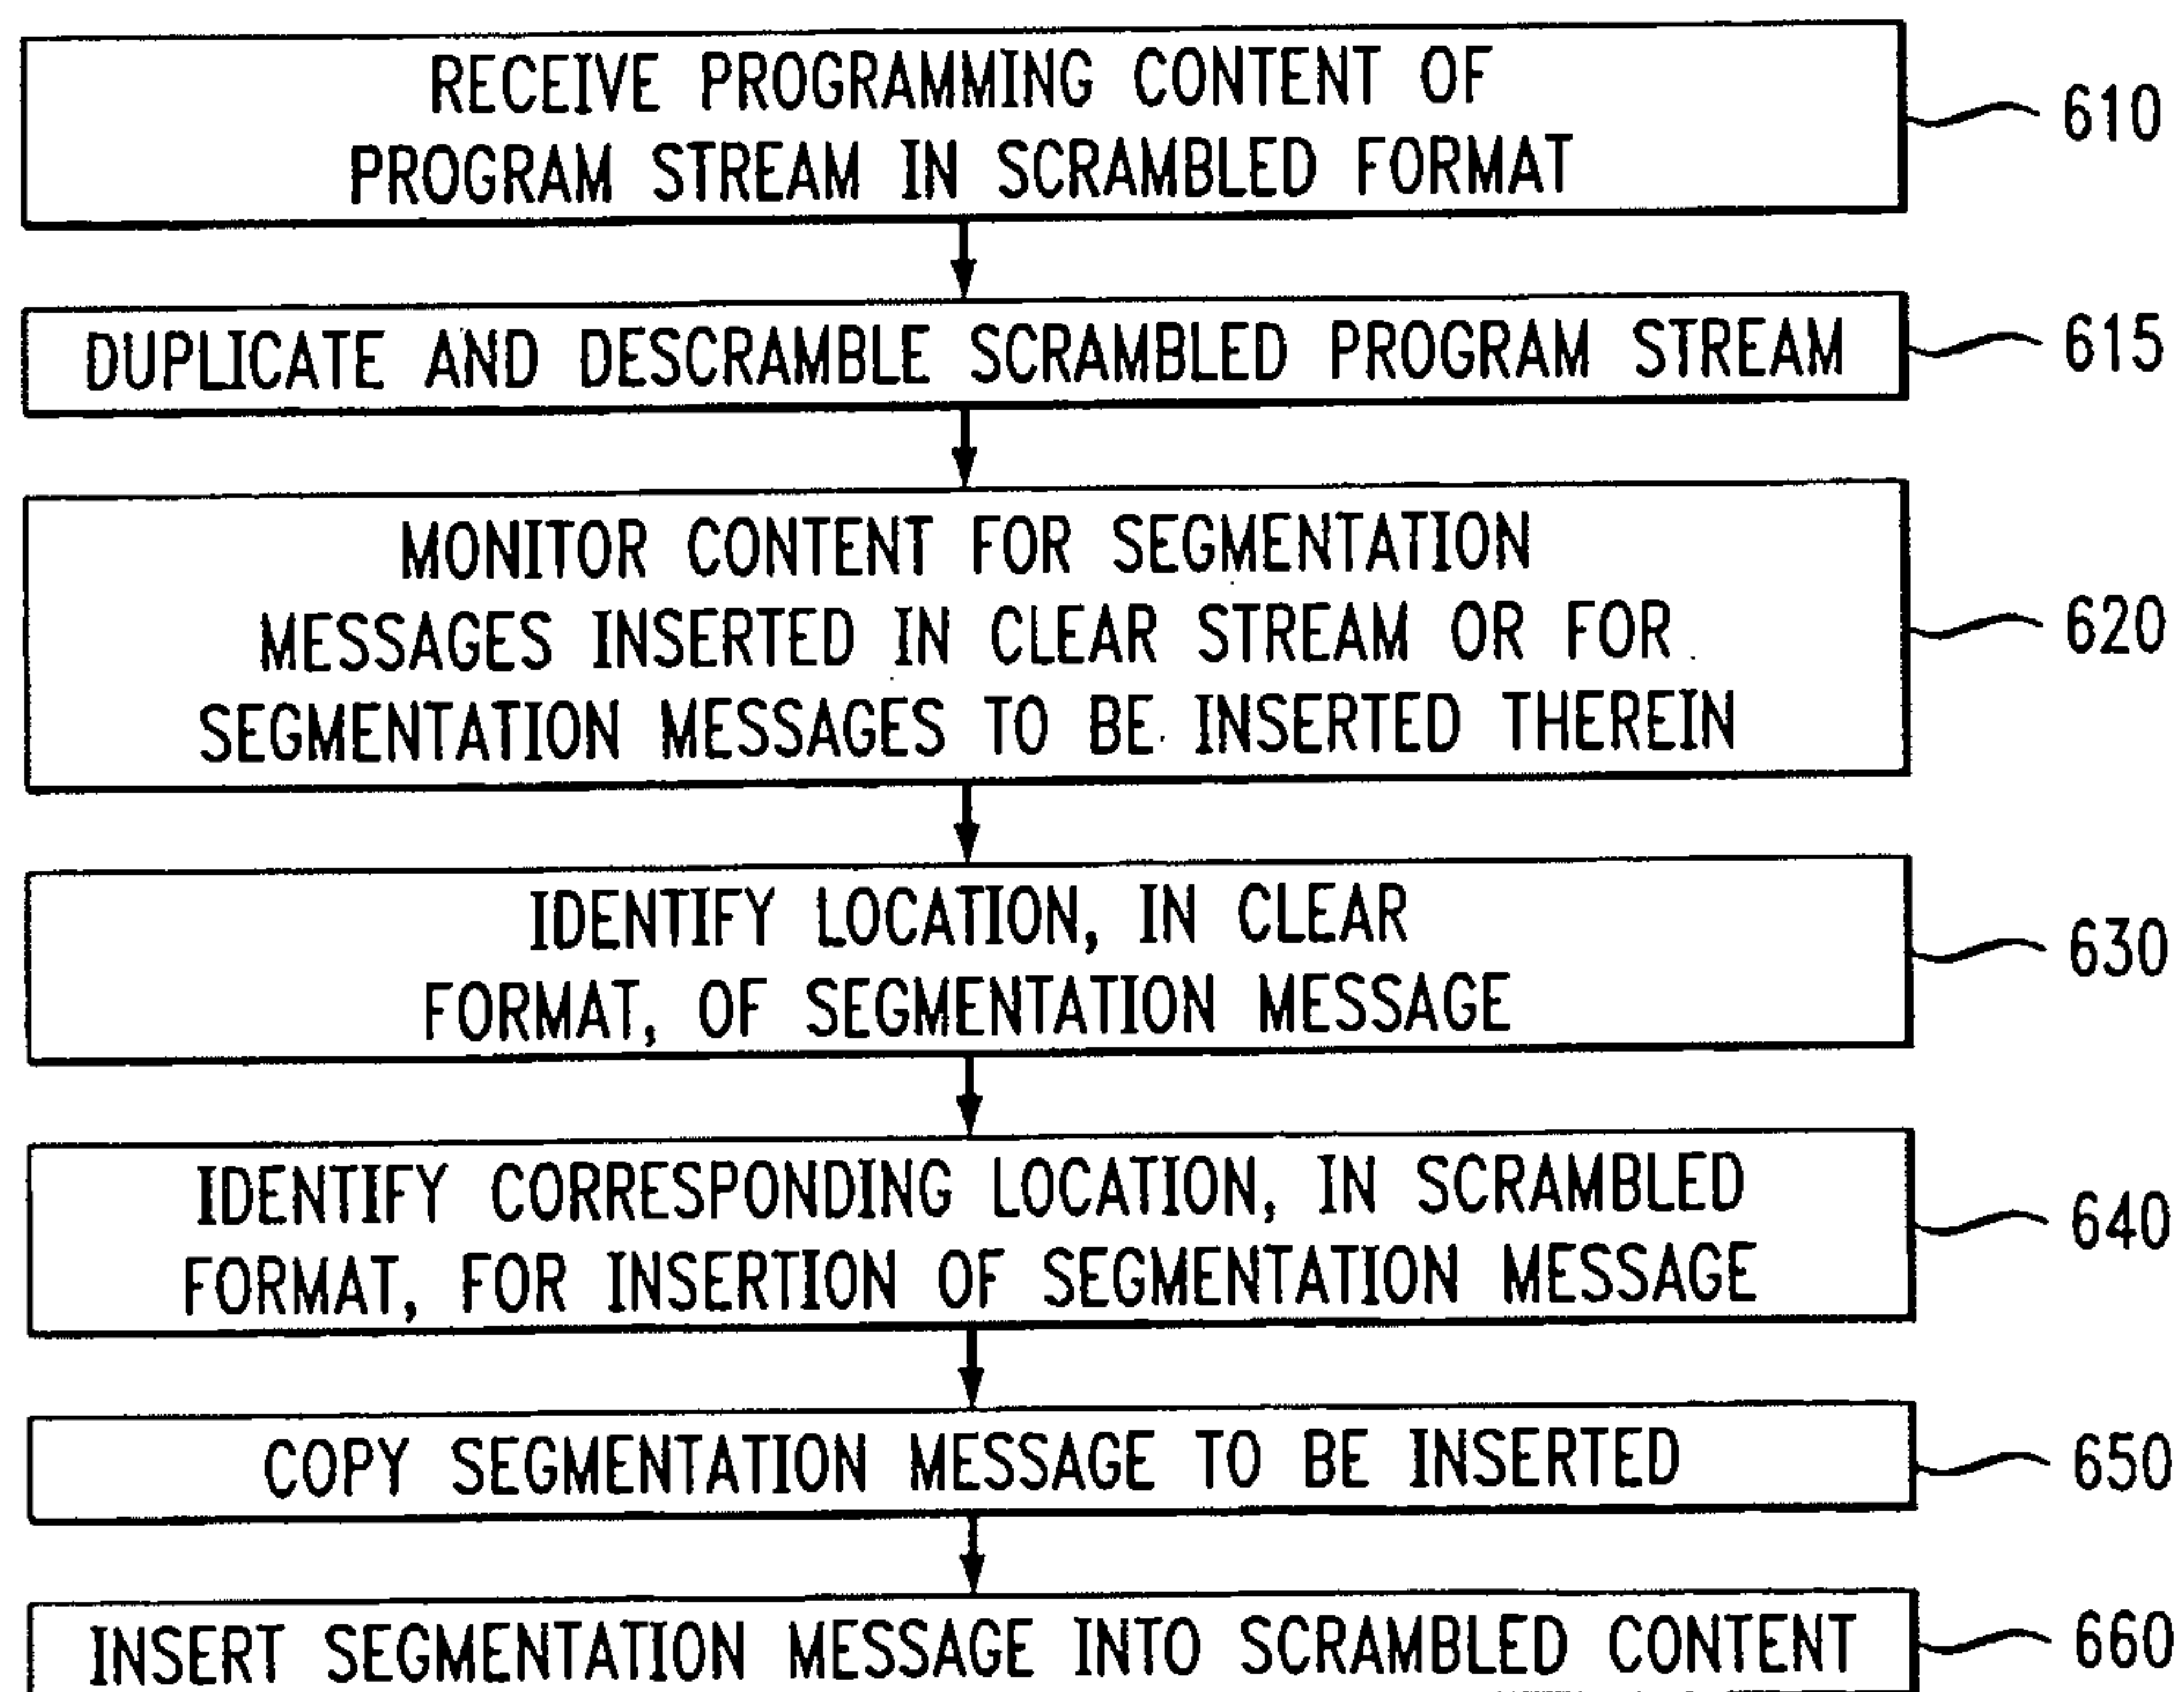 RECEIVE PROGRAMMING CONTENT OF
PROGRAM STREAM IN SCRAMBLED FORMAT
610
DUPLICATE AND DESCRAMBLE SCRAMBLED PROGRAM STREAM
615
MONITOR CONTENT FOR SEGMENTATION
MESSAGES INSERTED IN CLEAR STREAM OR FOR
SEGMENTATION MESSAGES TO BE INSERTED THEREIN
620
IDENTIFY LOCATION, IN CLEAR
FORMAT, OF SEGMENTATION MESSAGE
630
IDENTIFY CORRESPONDING LOCATION, IN SCRAMBLED
FORMAT, FOR INSERTION OF SEGMENTATION MESSAGE
640
COPY SEGMENTATION MESSAGE TO BE INSERTED
650
INSERT SEGMENTATION MESSAGE INTO SCRAMBLED CONTENT
660